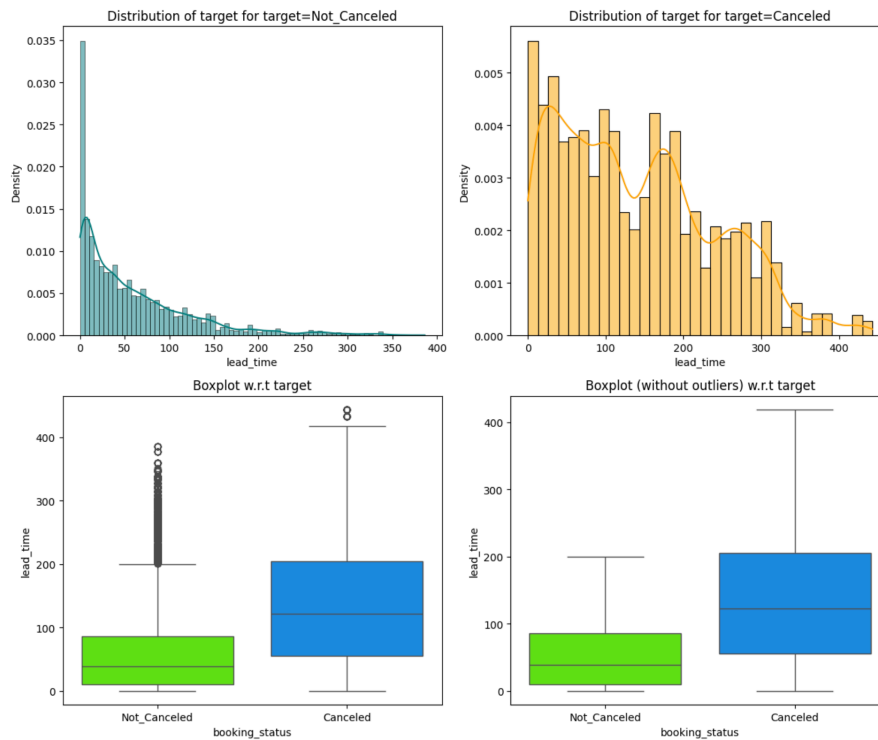 Distribution of target for target=Not_Canceled
0.035
0.030
0.025
0.020
0.015
0.010
0.005
0.000
Density
0 50 100 150 200 250 300 350 400
lead_time
Distribution of target for target=Canceled
0.005
0.004
0.003
0.002
0.001
0.000
Density
0 100 200 300 400
lead_time
Boxplot w.r.t target
400
300
200
100
0
lead_time
Not_Canceled Canceled
booking_status
Boxplot (without outliers) w.r.t target
400
300
200
100
0
lead_time
Not_Canceled Canceled
booking_status